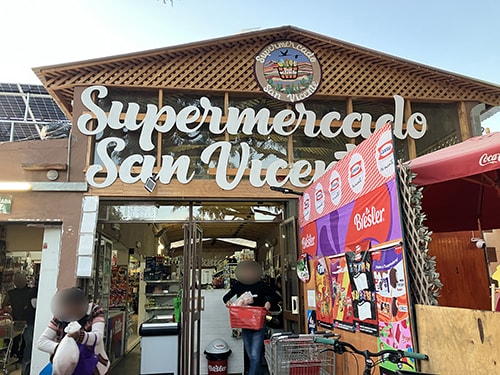 Supermercado
San Vicente
Supermercado
San Vicente
Bresler
Coca
Bresler
Bresler